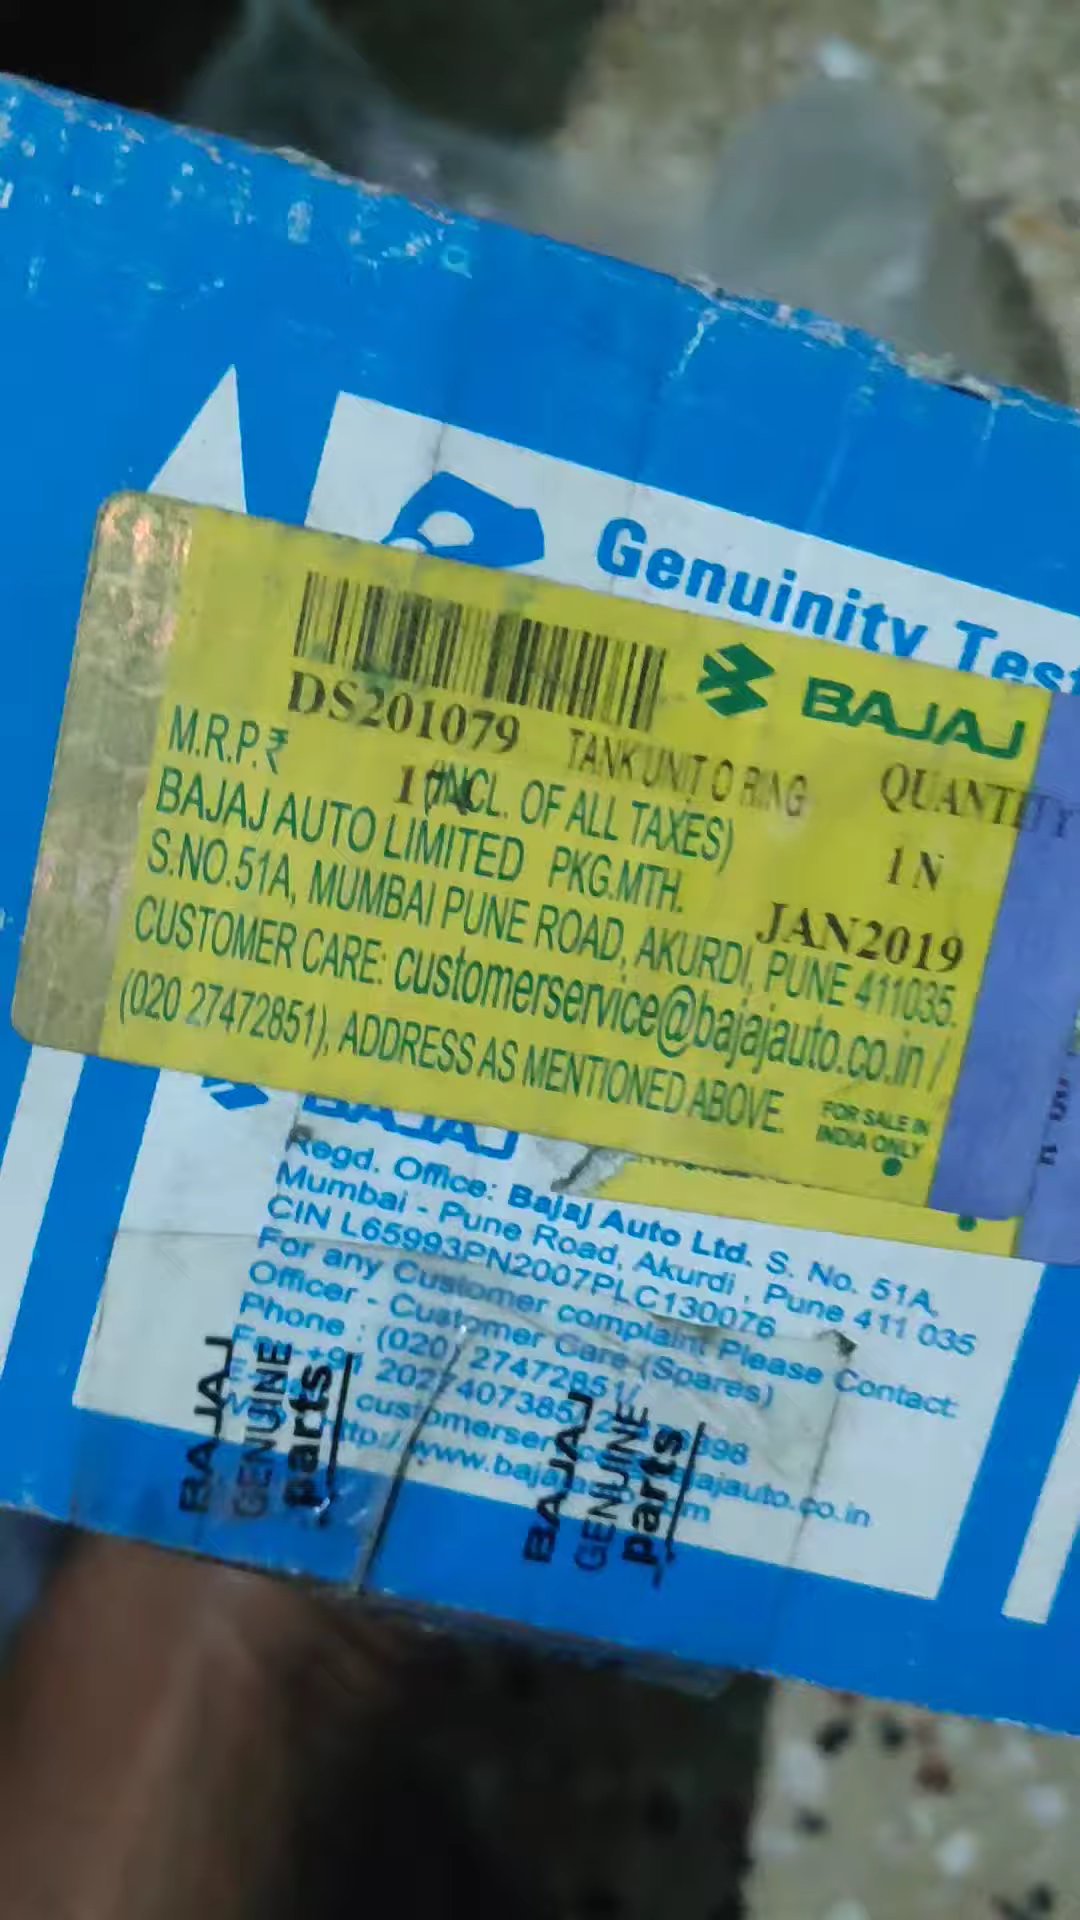 Genuinity Test
BAJAJ
DS201079 TANK UNIT O RING QUANTITY
M.R.P.₹ (INCL. OF ALL TAXES) 1 N
BAJAJ AUTO LIMITED PKG.MTH. JAN2019
S.NO.51A, MUMBAI PUNE ROAD, AKURDI, PUNE 411035.
CUSTOMER CARE: customerservice@bajajauto.co.in /
(020 27472851), ADDRESS AS MENTIONED ABOVE.
FOR SALE IN
INDIA ONLY
BAJAJ
Regd. Office: Bajaj Auto Ltd. S. No. 51A,
Mumbai - Pune Road, Akurdi, Pune 411 035
CIN L65993PN2007PLC130076
For any Customer complaint Please Contact:
Officer - Customer Care (Spares)
Phone : (020) 27472851/
BAJAJ
GENUINE
parts
BAJAJ
GENUINE
parts